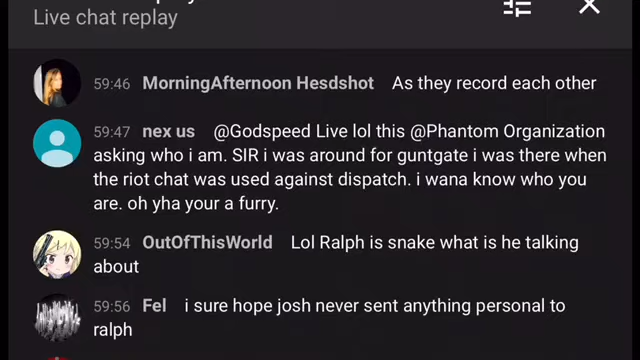 Live chat replay
59:46 MorningAfternoon Hesdshot As they record each other
59:47 nex us @Godspeed Live lol this @Phantom Organization
asking who i am. SIR i was around for guntgate i was there when
the riot chat was used against dispatch. i wana know who you
are. oh yha your a furry.
59:54 OutOfThisWorld Lol Ralph is snake what is he talking
about
59:56 Fel i sure hope josh never sent anything personal to
ralph